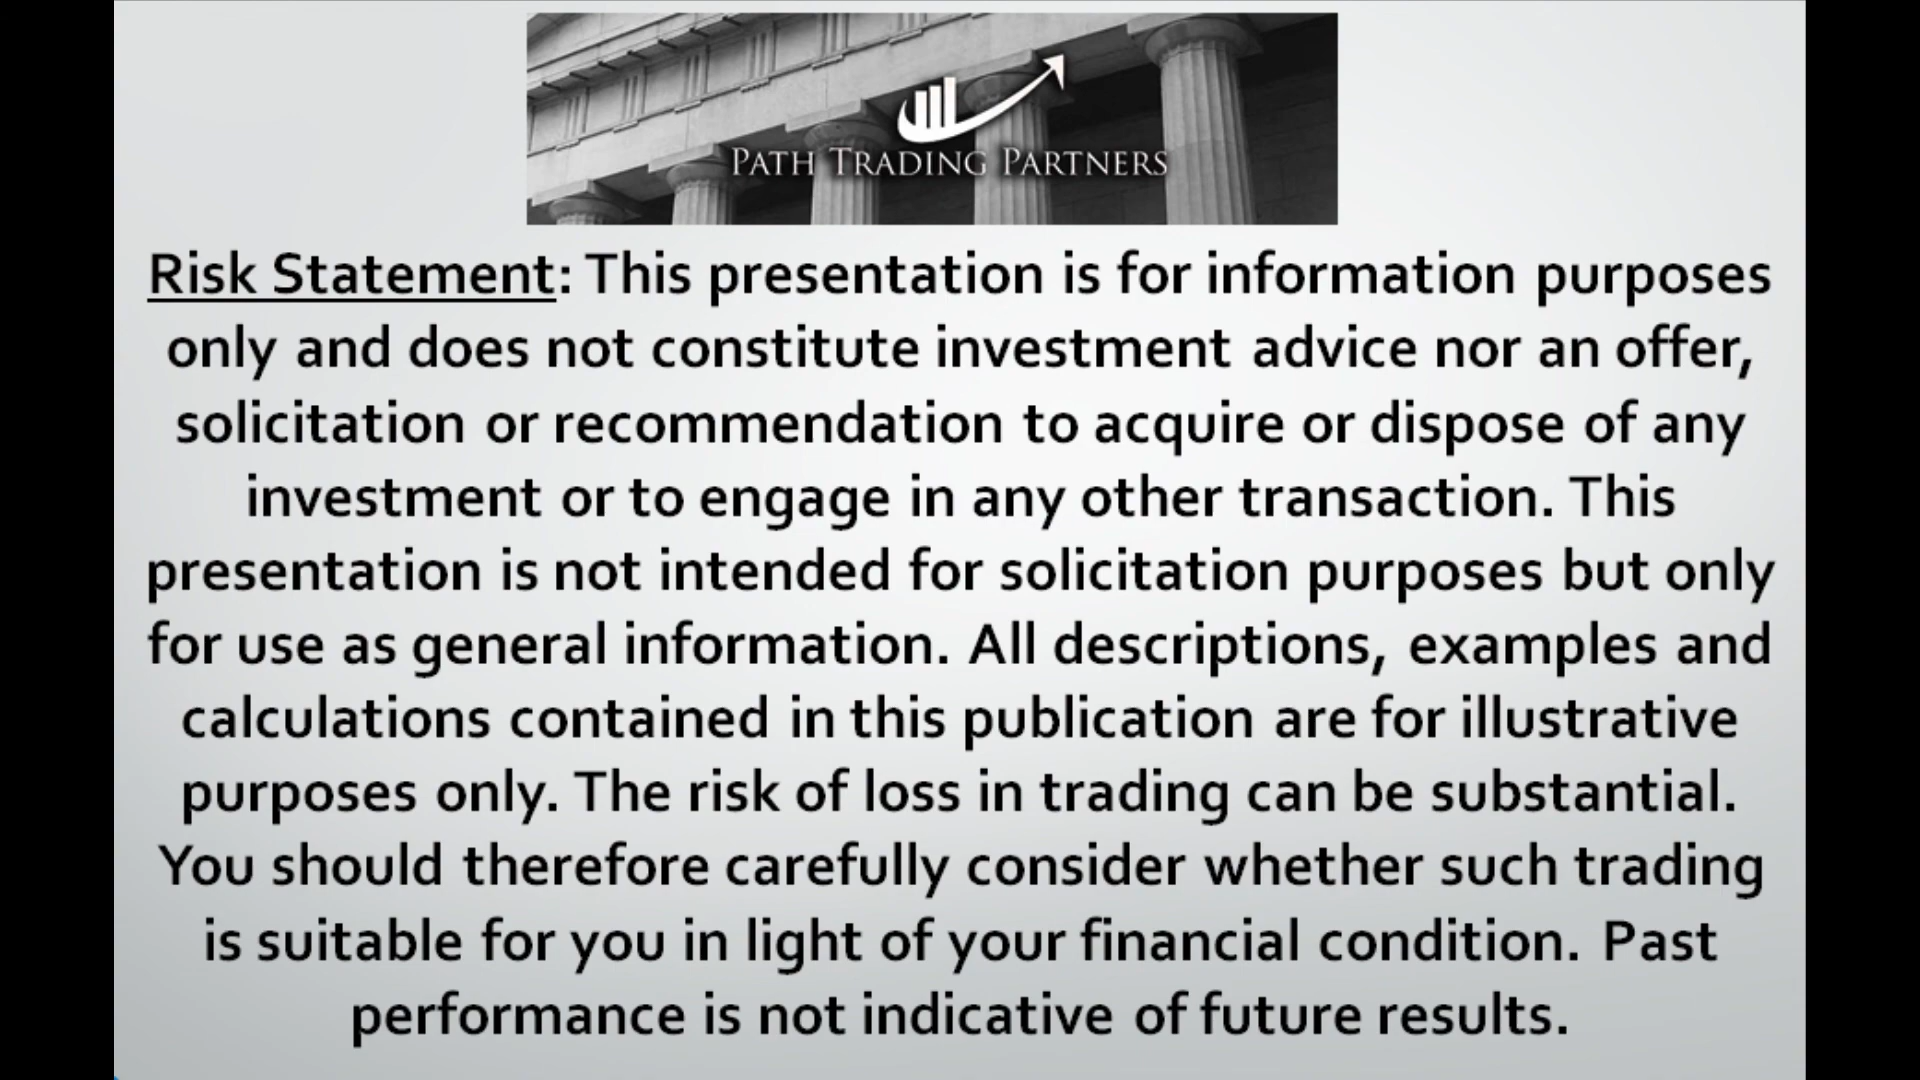 PATH TRADING PARTNERS
Risk Statement: This presentation is for information purposes
only and does not constitute investment advice nor an offer,
solicitation or recommendation to acquire or dispose of any
investment or to engage in any other transaction. This
presentation is not intended for solicitation purposes but only
for use as general information. All descriptions, examples and
calculations contained in this publication are for illustrative
purposes only. The risk of loss in trading can be substantial.
You should therefore carefully consider whether such trading
is suitable for you in light of your financial condition. Past
performance is not indicative of future results.